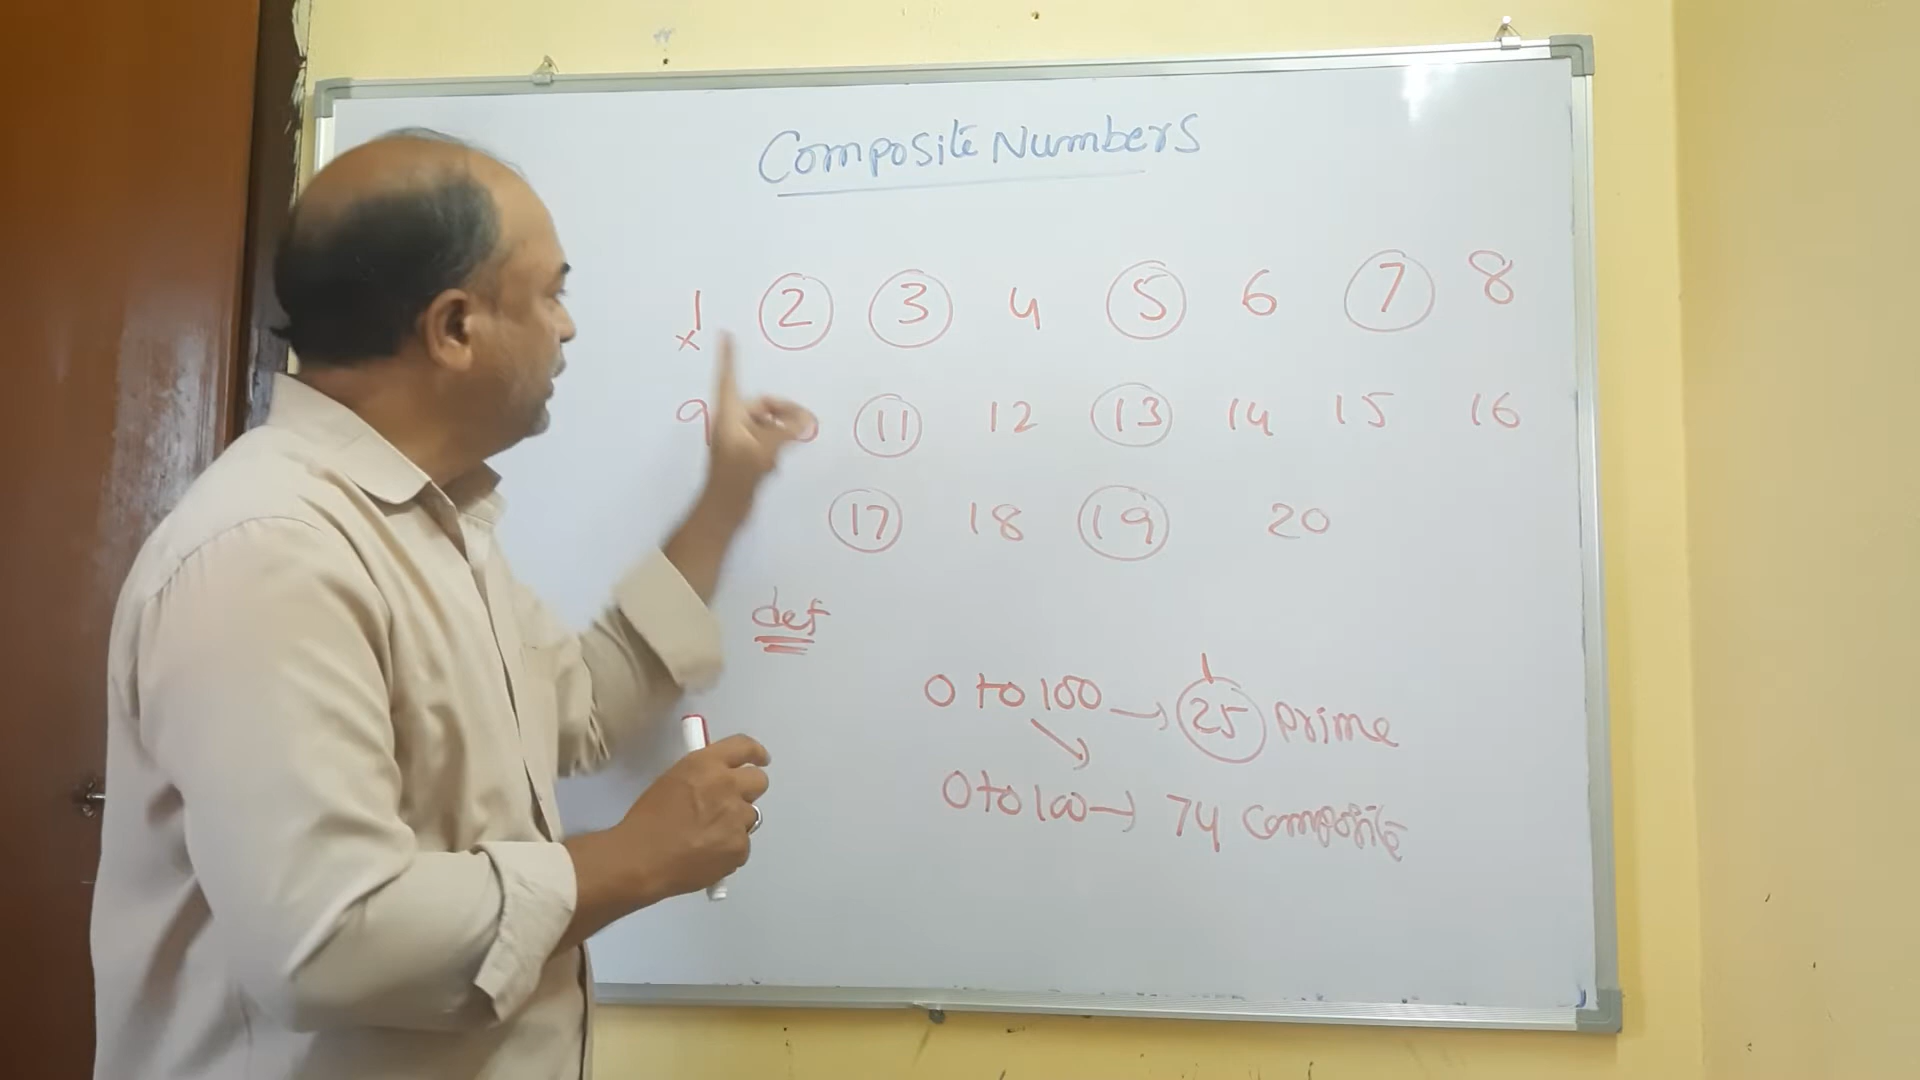 Composite Numbers
1 2 3 4 5 6 7 8
x
9 11 12 13 14 15 16
17 18 19 20
def
0 to 100 → 25 prime
0 to 100 → 74 composite